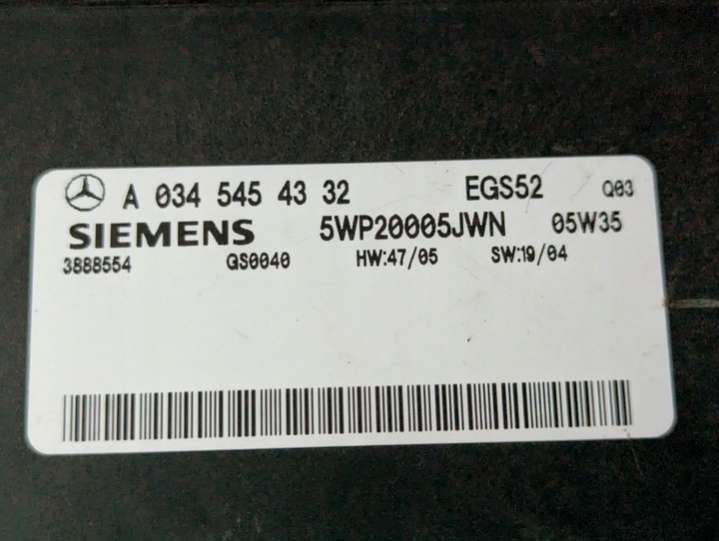 A 034 545 43 32 EGS52 Q03
SIEMENS 5WP20005JWN 05W35
3888554 QS0040 HW:47/05 SW:19/04